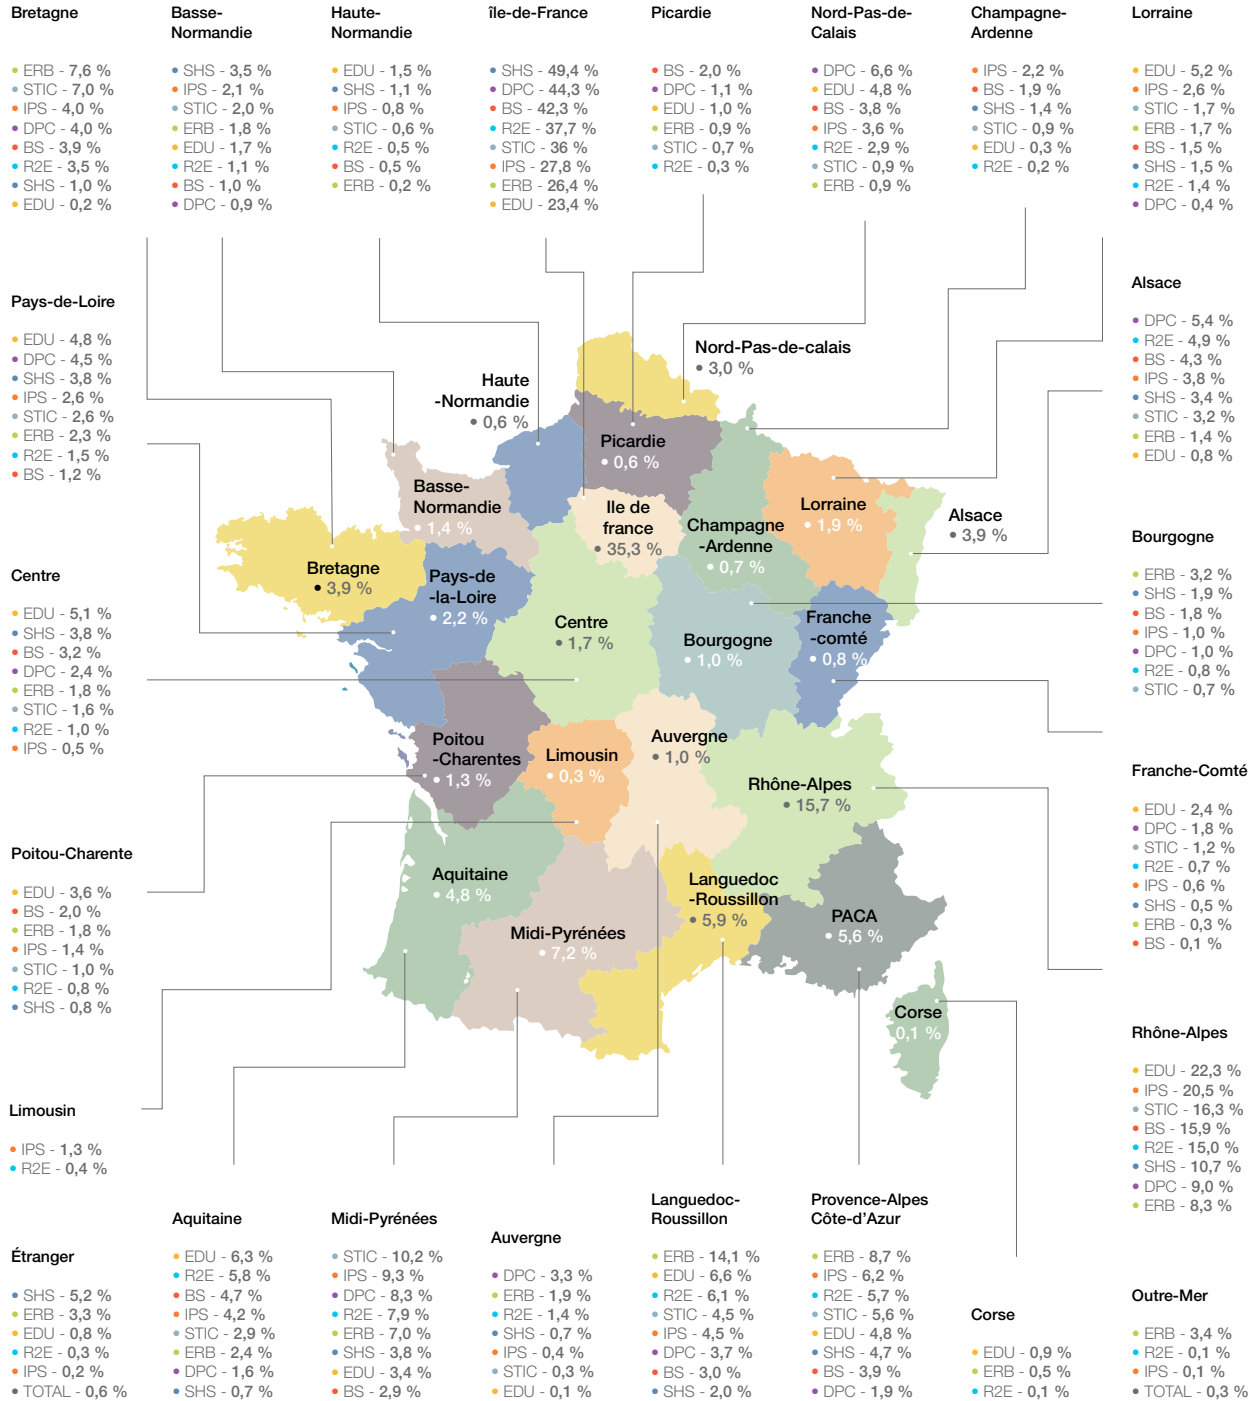 Bretagne
• ERB - 7,6 %
• STIC - 7,0 %
• IPS - 4,0 %
• DPC - 4,0 %
• BS - 3,9 %
• R2E - 3,5 %
• SHS - 1,0 %
• EDU - 0,2 %
Basse-
Normandie
• SHS - 3,5 %
• IPS - 2,1 %
• STIC - 2,0 %
• ERB - 1,8 %
• EDU - 1,7 %
• R2E - 1,1 %
• BS - 1,0 %
• DPC - 0,9 %
Haute-
Normandie
• EDU - 1,5 %
• SHS - 1,1 %
• IPS - 0,8 %
• STIC - 0,6 %
• R2E - 0,5 %
• BS - 0,5 %
• ERB - 0,2 %
île-de-France
• SHS - 49,4 %
• DPC - 44,3 %
• BS - 42,3 %
• R2E - 37,7 %
• STIC - 36 %
• IPS - 27,8 %
• ERB - 26,4 %
• EDU - 23,4 %
Picardie
• BS - 2,0 %
• DPC - 1,1 %
• EDU - 1,0 %
• ERB - 0,9 %
• STIC - 0,7 %
• R2E - 0,3 %
Nord-Pas-de-
Calais
• DPC - 6,6 %
• EDU - 4,8 %
• BS - 3,8 %
• IPS - 3,6 %
• R2E - 2,9 %
• STIC - 0,9 %
• ERB - 0,9 %
Champagne-
Ardenne
• IPS - 2,2 %
• BS - 1,9 %
• SHS - 1,4 %
• STIC - 0,9 %
• EDU - 0,3 %
• R2E - 0,2 %
Lorraine
• EDU - 5,2 %
• IPS - 2,6 %
• STIC - 1,7 %
• ERB - 1,7 %
• BS - 1,5 %
• SHS - 1,5 %
• R2E - 1,4 %
• DPC - 0,4 %
Pays-de-Loire
• EDU - 4,8 %
• DPC - 4,5 %
• SHS - 3,8 %
• IPS - 2,6 %
• STIC - 2,6 %
• ERB - 2,3 %
• R2E - 1,5 %
• BS - 1,2 %
Centre
• EDU - 5,1 %
• SHS - 3,8 %
• BS - 3,2 %
• DPC - 2,4 %
• ERB - 1,8 %
• STIC - 1,6 %
• R2E - 1,0 %
• IPS - 0,5 %
Poitou-Charente
• EDU - 3,6 %
• BS - 2,0 %
• ERB - 1,8 %
• IPS - 1,4 %
• STIC - 1,0 %
• R2E - 0,8 %
• SHS - 0,8 %
Limousin
• IPS - 1,3 %
• R2E - 0,4 %
Nord-Pas-de-calais
• 3,0 %
Haute
-Normandie
• 0,6 %
Picardie
• 0,6 %
Basse-
Normandie
• 1,4 %
Ile de
france
• 35,3 %
Champagne
-Ardenne
• 0,7 %
Lorraine
• 1,9 %
Alsace
• 3,9 %
Bretagne
• 3,9 %
Pays-de
-la-Loire
• 2,2 %
Centre
• 1,7 %
Bourgogne
• 1,0 %
Franche
-comté
• 0,8 %
Poitou
-Charentes
• 1,3 %
Limousin
• 0,3 %
Auvergne
• 1,0 %
Rhône-Alpes
• 15,7 %
Aquitaine
• 4,8 %
Midi-Pyrénées
• 7,2 %
Languedoc
-Roussillon
• 5,9 %
PACA
• 5,6 %
Corse
0,1 %
Alsace
• DPC - 5,4 %
• R2E - 4,9 %
• BS - 4,3 %
• IPS - 3,8 %
• SHS - 3,4 %
• STIC - 3,2 %
• ERB - 1,4 %
• EDU - 0,8 %
Bourgogne
• ERB - 3,2 %
• SHS - 1,9 %
• BS - 1,8 %
• IPS - 1,0 %
• DPC - 1,0 %
• R2E - 0,8 %
• STIC - 0,7 %
Franche-Comté
• EDU - 2,4 %
• DPC - 1,8 %
• STIC - 1,2 %
• R2E - 0,7 %
• IPS - 0,6 %
• SHS - 0,5 %
• ERB - 0,3 %
• BS - 0,1 %
Rhône-Alpes
• EDU - 22,3 %
• IPS - 20,5 %
• STIC - 16,3 %
• BS - 15,9 %
• R2E - 15,0 %
• SHS - 10,7 %
• DPC - 9,0 %
• ERB - 8,3 %
Étranger
• SHS - 5,2 %
• ERB - 3,3 %
• EDU - 0,8 %
• R2E - 0,3 %
• IPS - 0,2 %
• TOTAL - 0,6 %
Aquitaine
• EDU - 6,3 %
• R2E - 5,8 %
• BS - 4,7 %
• IPS - 4,2 %
• STIC - 2,9 %
• ERB - 2,4 %
• DPC - 1,6 %
• SHS - 0,7 %
Midi-Pyrénées
• STIC - 10,2 %
• IPS - 9,3 %
• DPC - 8,3 %
• R2E - 7,9 %
• ERB - 7,0 %
• SHS - 3,8 %
• EDU - 3,4 %
• BS - 2,9 %
Auvergne
• DPC - 3,3 %
• ERB - 1,9 %
• R2E - 1,4 %
• SHS - 0,7 %
• IPS - 0,4 %
• STIC - 0,3 %
• EDU - 0,1 %
Languedoc-
Roussillon
• ERB - 14,1 %
• EDU - 6,6 %
• R2E - 6,1 %
• STIC - 4,5 %
• IPS - 4,5 %
• DPC - 3,7 %
• BS - 3,0 %
• SHS - 2,0 %
Provence-Alpes
Côte-d'Azur
• ERB - 8,7 %
• IPS - 6,2 %
• R2E - 5,7 %
• STIC - 5,6 %
• EDU - 4,8 %
• SHS - 4,7 %
• BS - 3,9 %
• DPC - 1,9 %
Corse
• EDU - 0,9 %
• ERB - 0,5 %
• R2E - 0,1 %
Outre-Mer
• ERB - 3,4 %
• R2E - 0,1 %
• IPS - 0,1 %
• TOTAL - 0,3 %